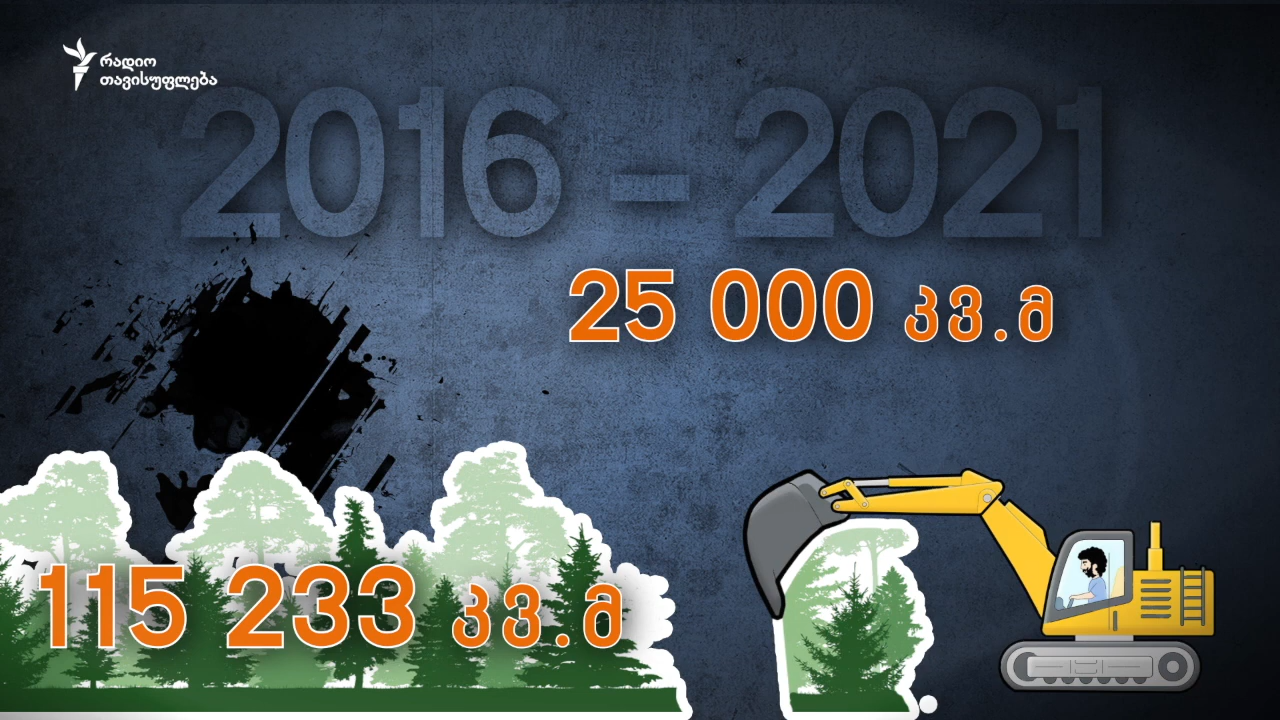 რადიო
თავისუფლება
2016 – 2021
25 000 კვ.მ
115 233 კვ.მ